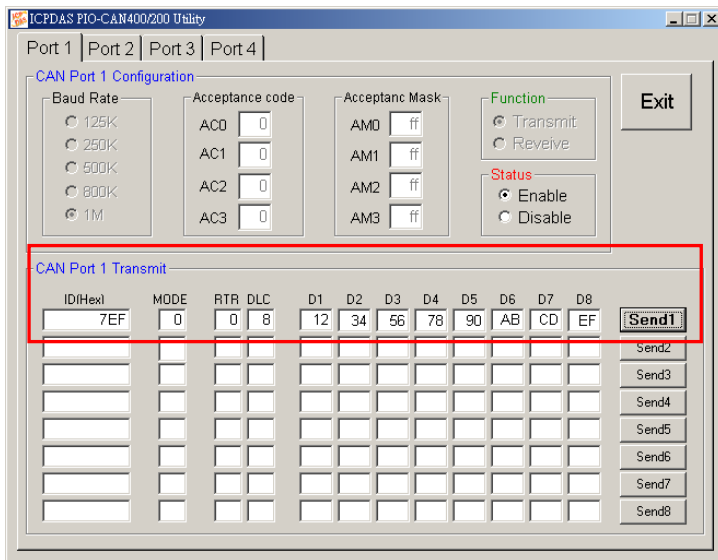 ICPDAS PIO-CAN400/200 Utility
Port 1 Port 2 Port 3 Port 4
CAN Port 1 Configuration
Baud Rate Acceptance code Acceptanc Mask Function Exit
125K AC0 0 AM0 ff Transmit
250K AC1 0 AM1 ff Reveive
500K AC2 0 AM2 ff Status
800K AC3 0 AM3 ff Enable
1M Disable
CAN Port 1 Transmit
ID(Hex) MODE RTR DLC D1 D2 D3 D4 D5 D6 D7 D8
7EF 0 0 8 12 34 56 78 90 AB CD EF Send1
Send2
Send3
Send4
Send5
Send6
Send7
Send8